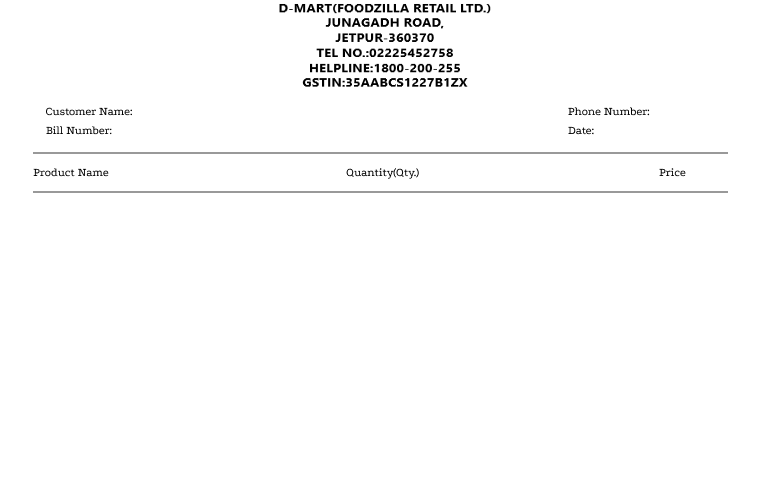 D-MART(FOODZILLA RETAIL LTD.)
JUNAGADH ROAD,
JETPUR-360370
TEL NO.:02225452758
HELPLINE:1800-200-255
GSTIN:35AABCS1227B1ZX
Customer Name: Phone Number:
Bill Number: Date:
Product Name Quantity(Qty.) Price